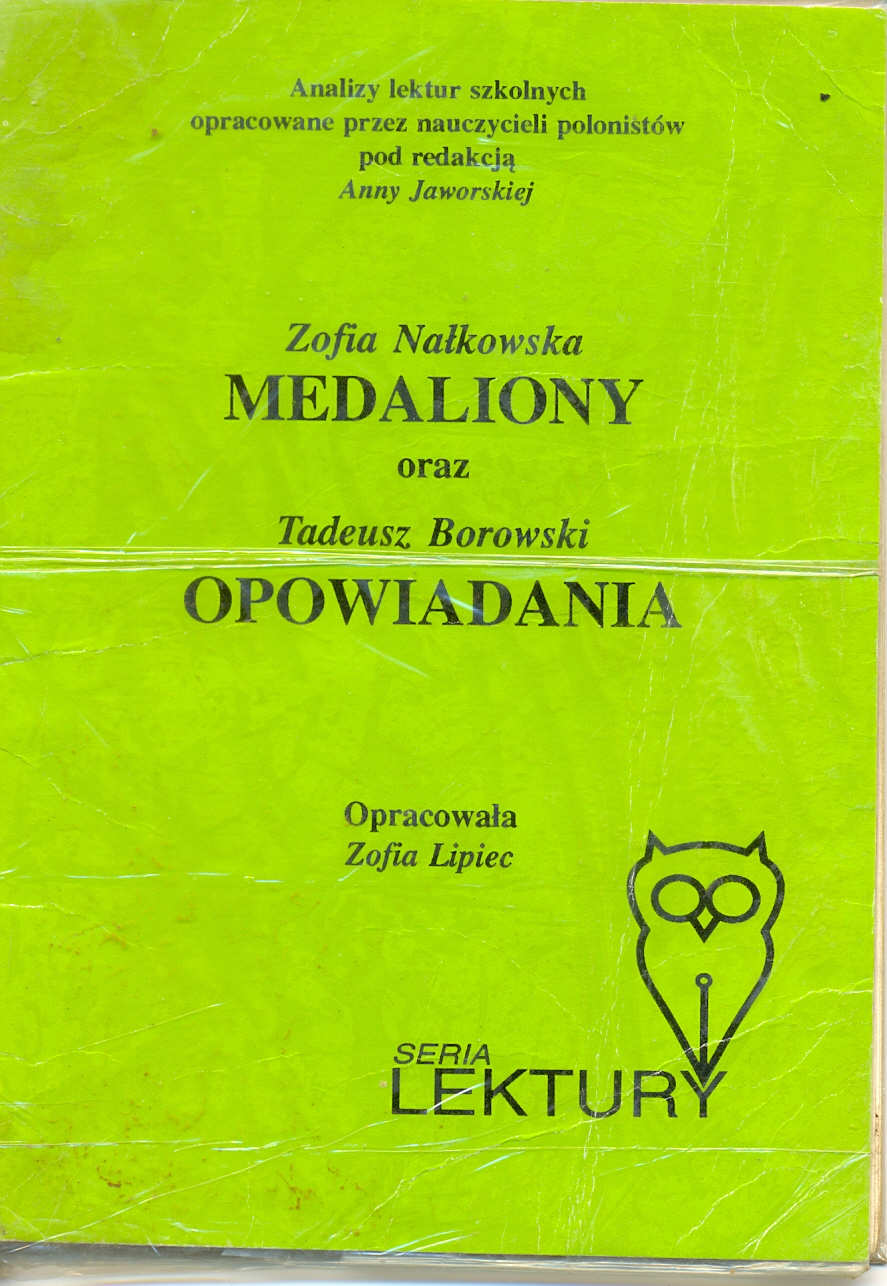 Analizy lektur szkolnych
opracowane przez nauczycieli polonistów
pod redakcją
Anny Jaworskiej
Zofia Nałkowska
MEDALIONY
oraz
Tadeusz Borowski
OPOWIADANIA
Opracowała
Zofia Lipiec
SERIA
LEKTURY